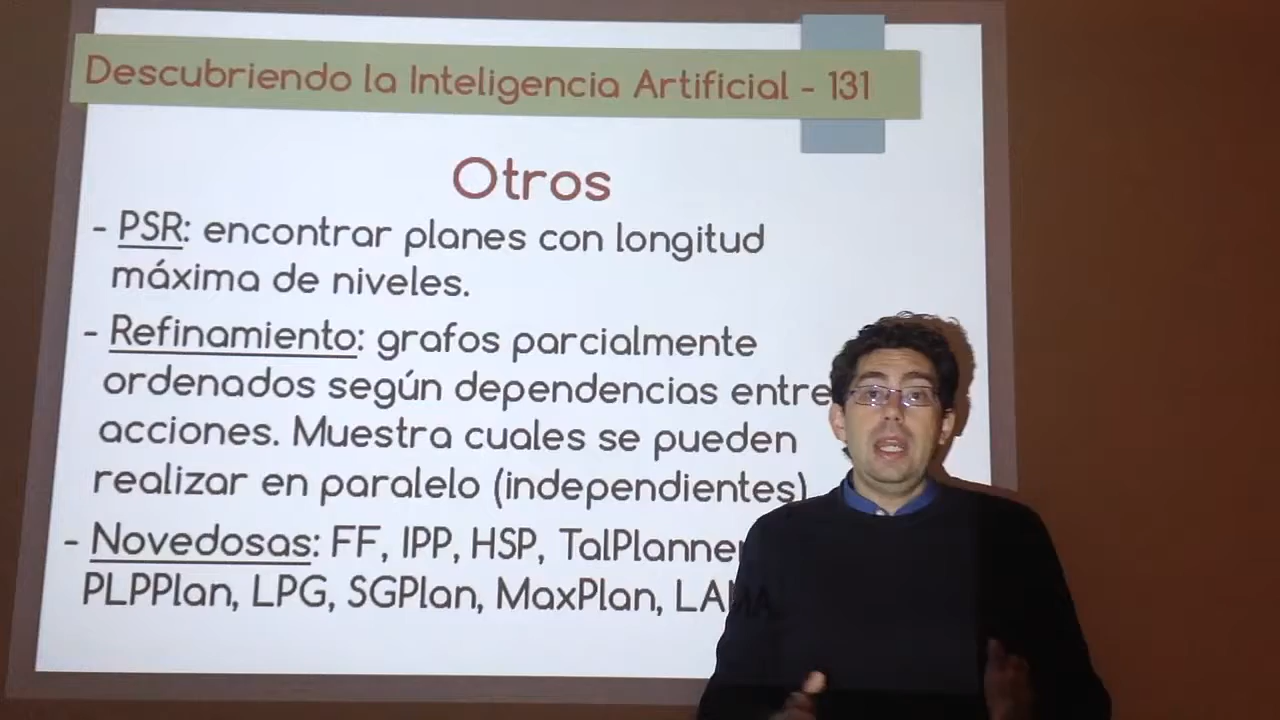 Descubriendo la Inteligencia Artificial - 131
Otros
- PSR: encontrar planes con longitud
máxima de niveles.
- Refinamiento: grafos parcialmente
ordenados según dependencias entre
acciones. Muestra cuales se pueden
realizar en paralelo (independientes)
- Novedosas: FF, IPP, HSP, TalPlanner
PLPPlan, LPG, SGPlan, MaxPlan, LAMA